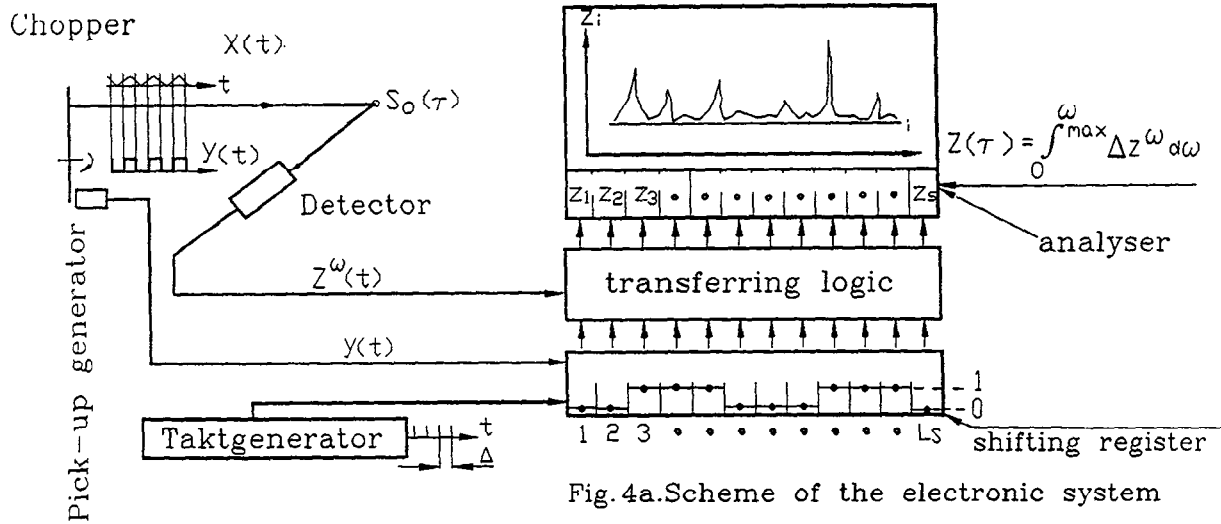 Chopper
X(t)
t
S₀(τ)
y(t)
Detector
Pick-up generator
Z^ω(t)
y(t)
Taktgenerator
t
Δ
Zi
i
Z1 Z2 Z3 Zs
Z(τ) = ∫₀^ωmax ΔZ^ω dω
analyser
transferring logic
1
0
1 2 3 Ls
shifting register
Fig. 4a.Scheme of the electronic system